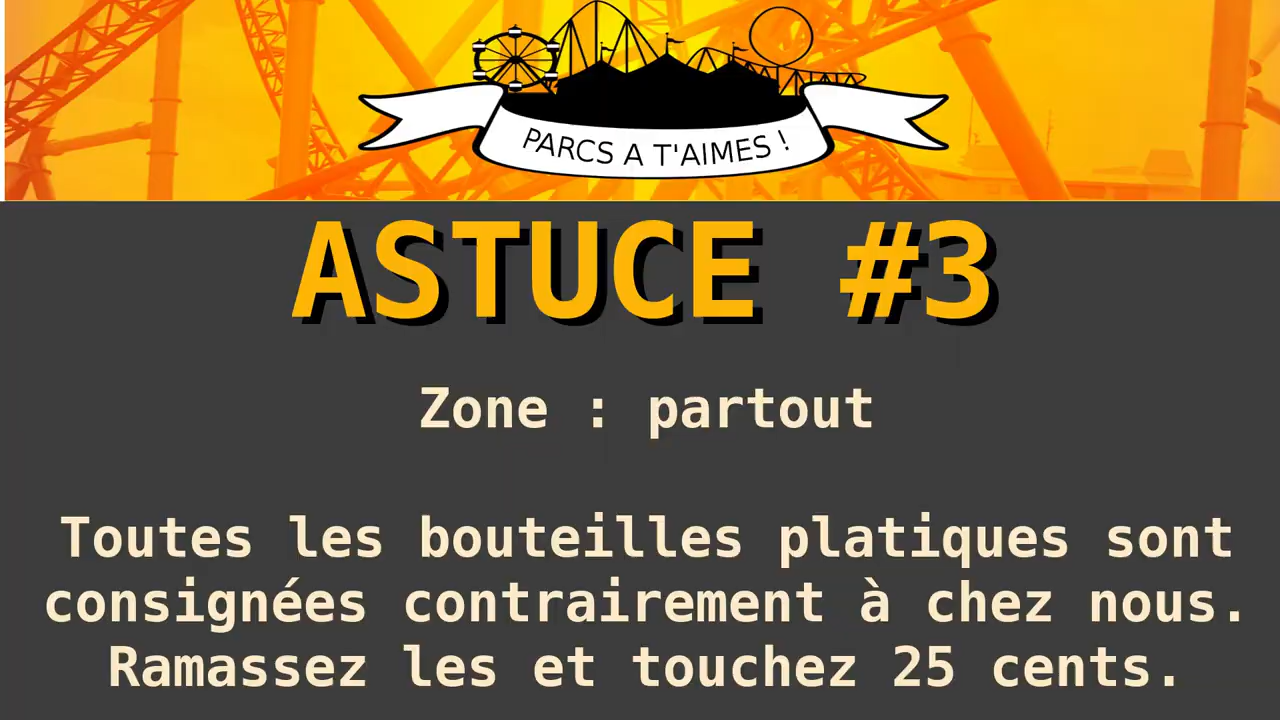 PARCS A T'AIMES !
ASTUCE #3
Zone : partout
Toutes les bouteilles platiques sont
consignées contrairement à chez nous.
Ramassez les et touchez 25 cents.